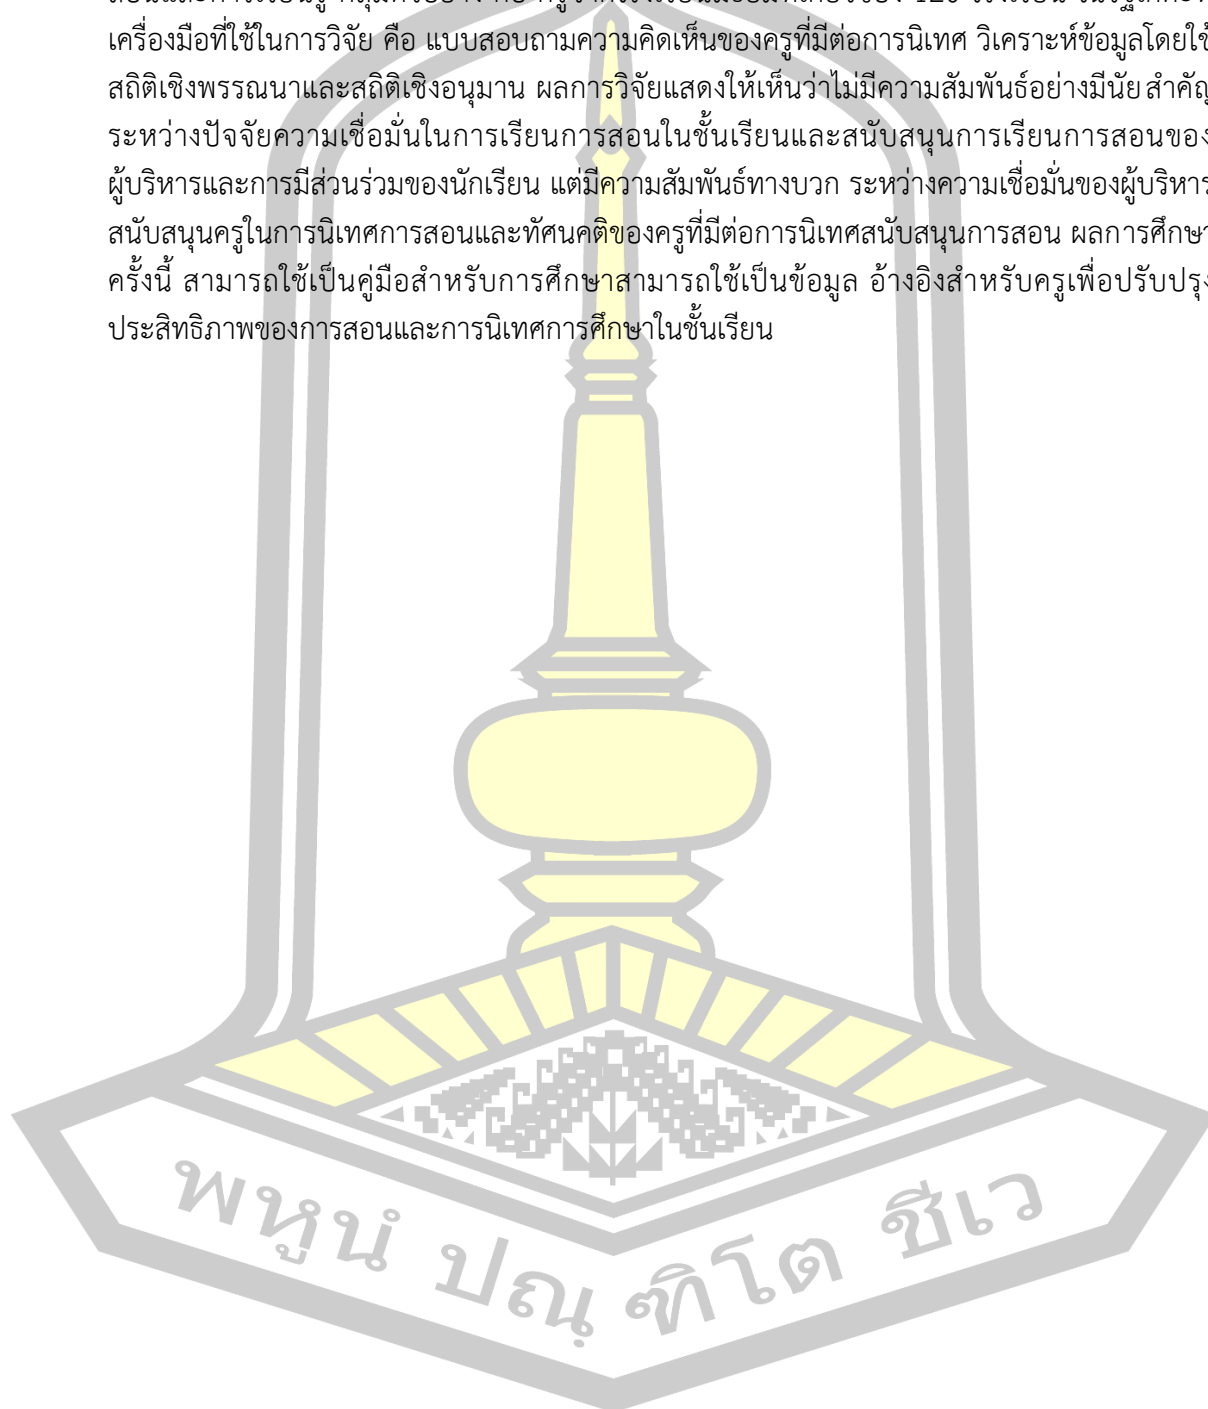 เครื่องมือที่ใช้ในการวิจัย คือ แบบสอบถามความคิดเห็นของครูที่มีต่อการนิเทศ วิเคราะห์ข้อมูลโดยใช้
สถิติเชิงพรรณนาและสถิติเชิงอนุมาน ผลการวิจัยแสดงให้เห็นว่าไม่มีความสัมพันธ์อย่างมีนัยสำคัญ
ระหว่างปัจจัยความเชื่อมั่นในการเรียนการสอนในชั้นเรียนและสนับสนุนการเรียนการสอนของ
ผู้บริหารและการมีส่วนร่วมของนักเรียน แต่มีความสัมพันธ์ทางบวก ระหว่างความเชื่อมั่นของผู้บริหาร
สนับสนุนครูในการนิเทศการสอนและทัศนคติของครูที่มีต่อการนิเทศสนับสนุนการสอน ผลการศึกษา
ครั้งนี้ สามารถใช้เป็นคู่มือสำหรับการศึกษาสามารถใช้เป็นข้อมูล อ้างอิงสำหรับครูเพื่อปรับปรุง
ประสิทธิภาพของการสอนและการนิเทศการศึกษาในชั้นเรียน
พหูนํ ปณฺฑิโต ชีเว